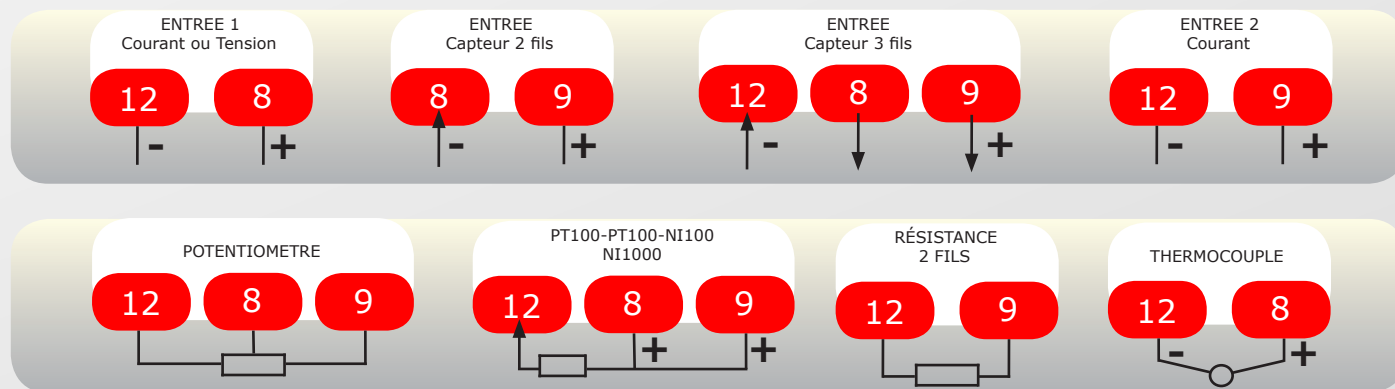 ENTREE 1
Courant ou Tension
12 8
- +
ENTREE
Capteur 2 fils
8 9
- +
ENTREE
Capteur 3 fils
12 8 9
- +
ENTREE 2
Courant
12 9
- +
POTENTIOMETRE
12 8 9
PT100-PT100-NI100
NI1000
12 8 9
+ +
RÉSISTANCE
2 FILS
12 9
THERMOCOUPLE
12 8
- +